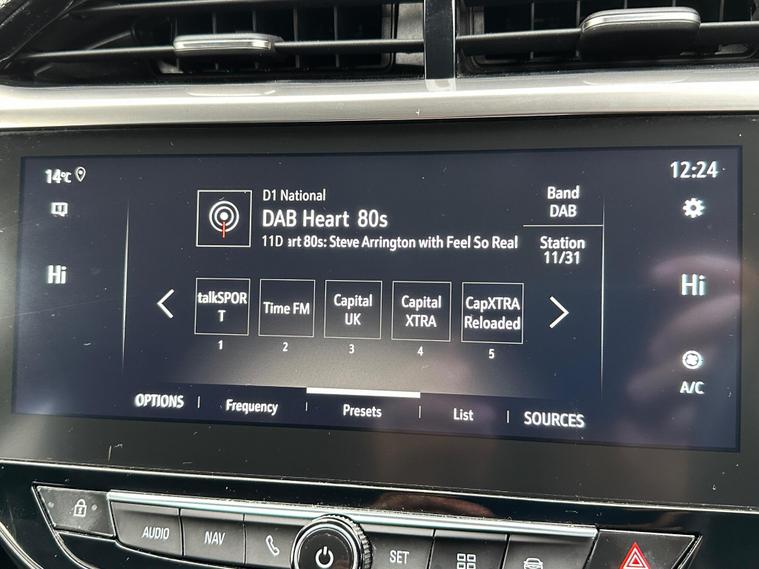 14°C
12:24
D1 National
DAB Heart 80s
11D art 80s: Steve Arrington with Feel So Real
Band
DAB
Station
11/31
Hi
Hi
talkSPOR
T
Time FM
Capital
UK
Capital
XTRA
CapXTRA
Reloaded
1
2
3
4
5
A/C
OPTIONS
Frequency
Presets
List
SOURCES
AUDIO
NAV
SET